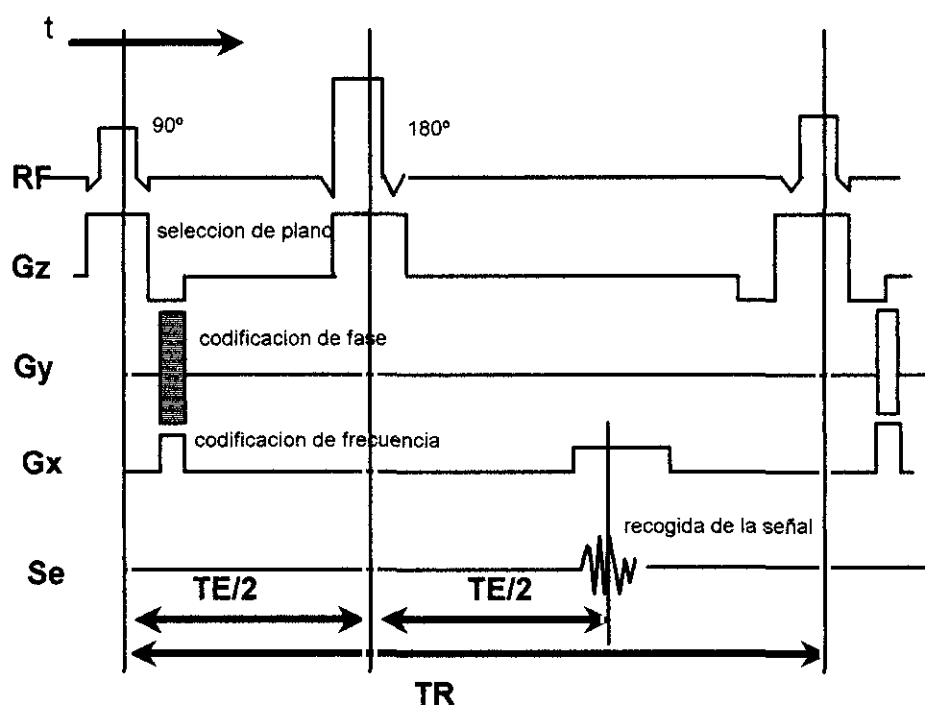 t
90º
180º
RF
seleccion de plano
Gz
codificacion de fase
Gy
codificacion de frecuencia
Gx
recogida de la señal
Se
TE/2
TE/2
TR